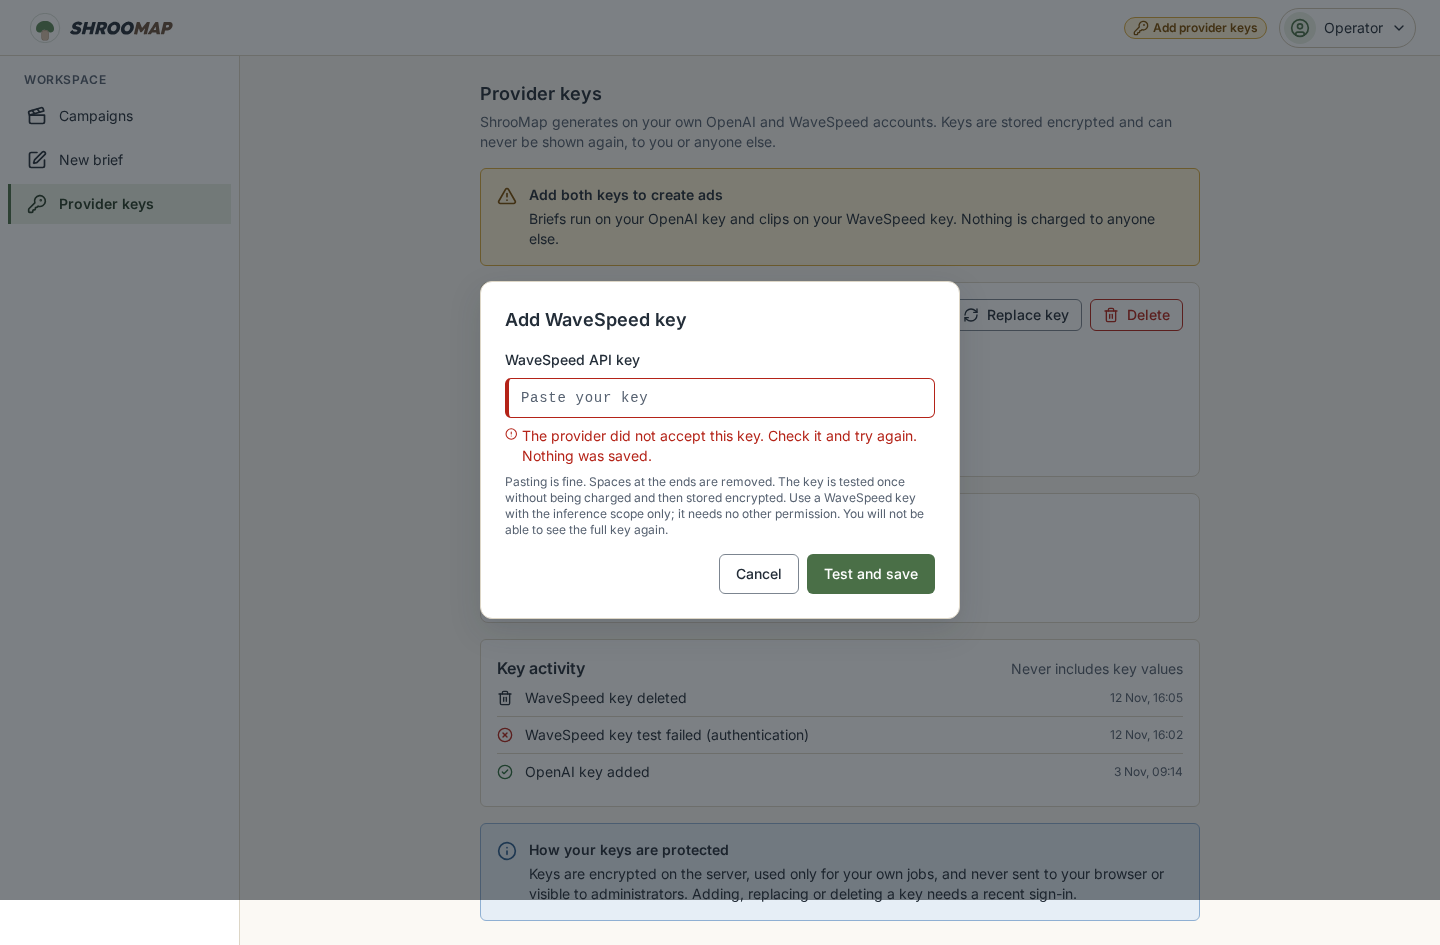 SHROOMAP
Add provider keys
Operator
WORKSPACE
Campaigns
New brief
Provider keys
Provider keys
ShrooMap generates on your own OpenAI and WaveSpeed accounts. Keys are stored encrypted and can
never be shown again, to you or anyone else.
Add both keys to create ads
Briefs run on your OpenAI key and clips on your WaveSpeed key. Nothing is charged to anyone
else.
Replace key
Delete
Add WaveSpeed key
WaveSpeed API key
Paste your key
The provider did not accept this key. Check it and try again.
Nothing was saved.
Pasting is fine. Spaces at the ends are removed. The key is tested once
without being charged and then stored encrypted. Use a WaveSpeed key
with the inference scope only; it needs no other permission. You will not be
able to see the full key again.
Cancel
Test and save
Key activity
Never includes key values
WaveSpeed key deleted
12 Nov, 16:05
WaveSpeed key test failed (authentication)
12 Nov, 16:02
OpenAI key added
3 Nov, 09:14
How your keys are protected
Keys are encrypted on the server, used only for your own jobs, and never sent to your browser or
visible to administrators. Adding, replacing or deleting a key needs a recent sign-in.